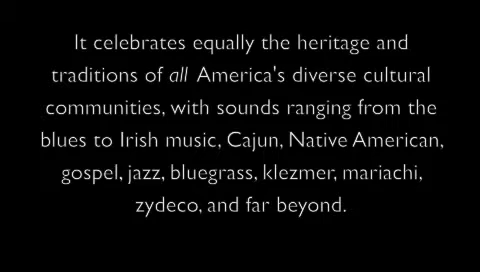 It celebrates equally the heritage and
traditions of all America's diverse cultural
communities, with sounds ranging from the
blues to Irish music, Cajun, Native American,
gospel, jazz, bluegrass, klezmer, mariachi,
zydeco, and far beyond.